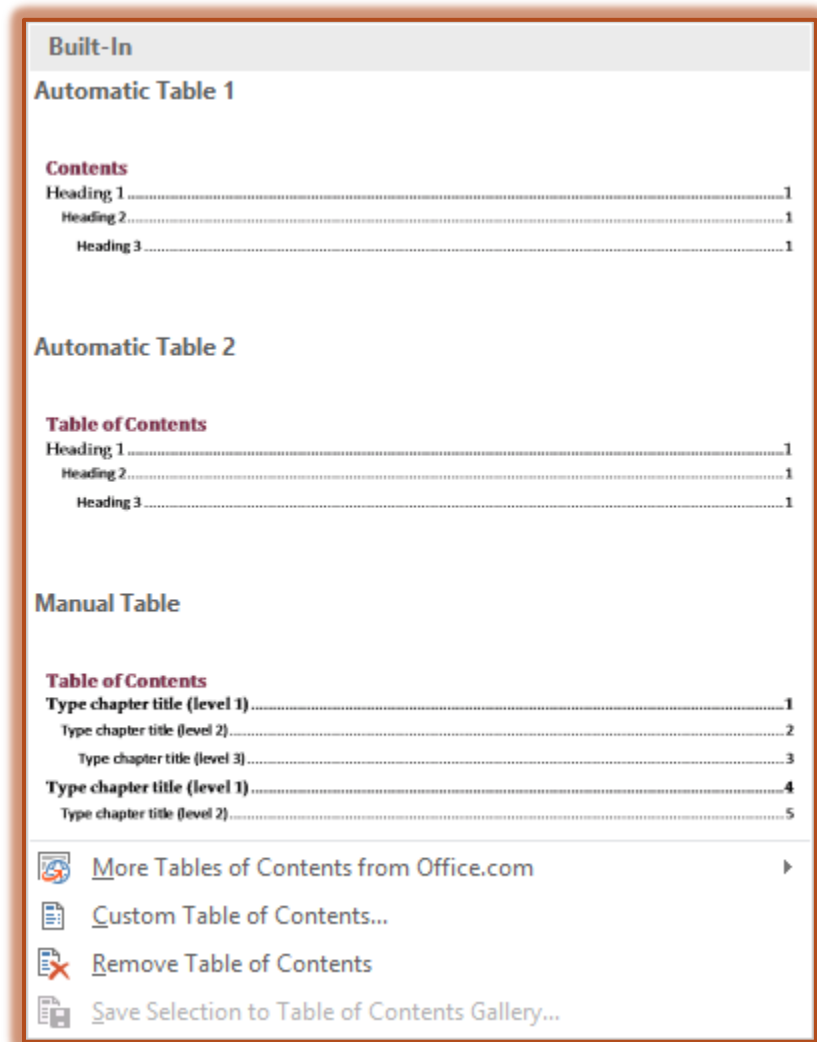 Built-In
Automatic Table 1
Contents
Heading 1........................................................................1
Heading 2........................................................................1
Heading 3........................................................................1
Automatic Table 2
Table of Contents
Heading 1........................................................................1
Heading 2........................................................................1
Heading 3........................................................................1
Manual Table
Table of Contents
Type chapter title (level 1)........................................................................1
Type chapter title (level 2)........................................................................2
Type chapter title (level 3)........................................................................3
Type chapter title (level 1)........................................................................4
Type chapter title (level 2)........................................................................5
More Tables of Contents from Office.com
Custom Table of Contents...
Remove Table of Contents
Save Selection to Table of Contents Gallery...